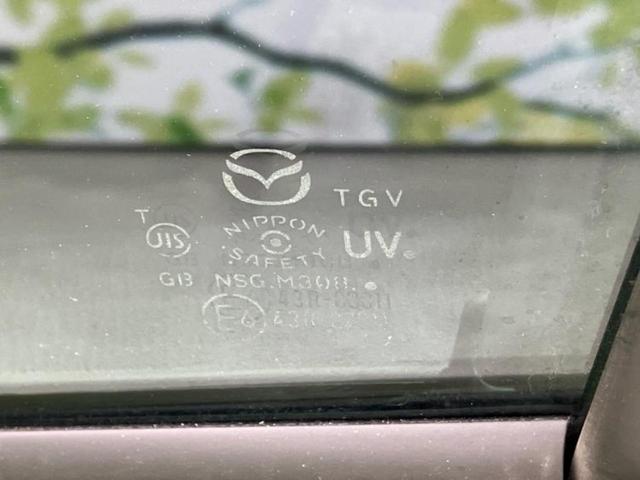 TGV
T
JIS
NIPPON
SAFETY
UV
GB NSG.M308.
E6